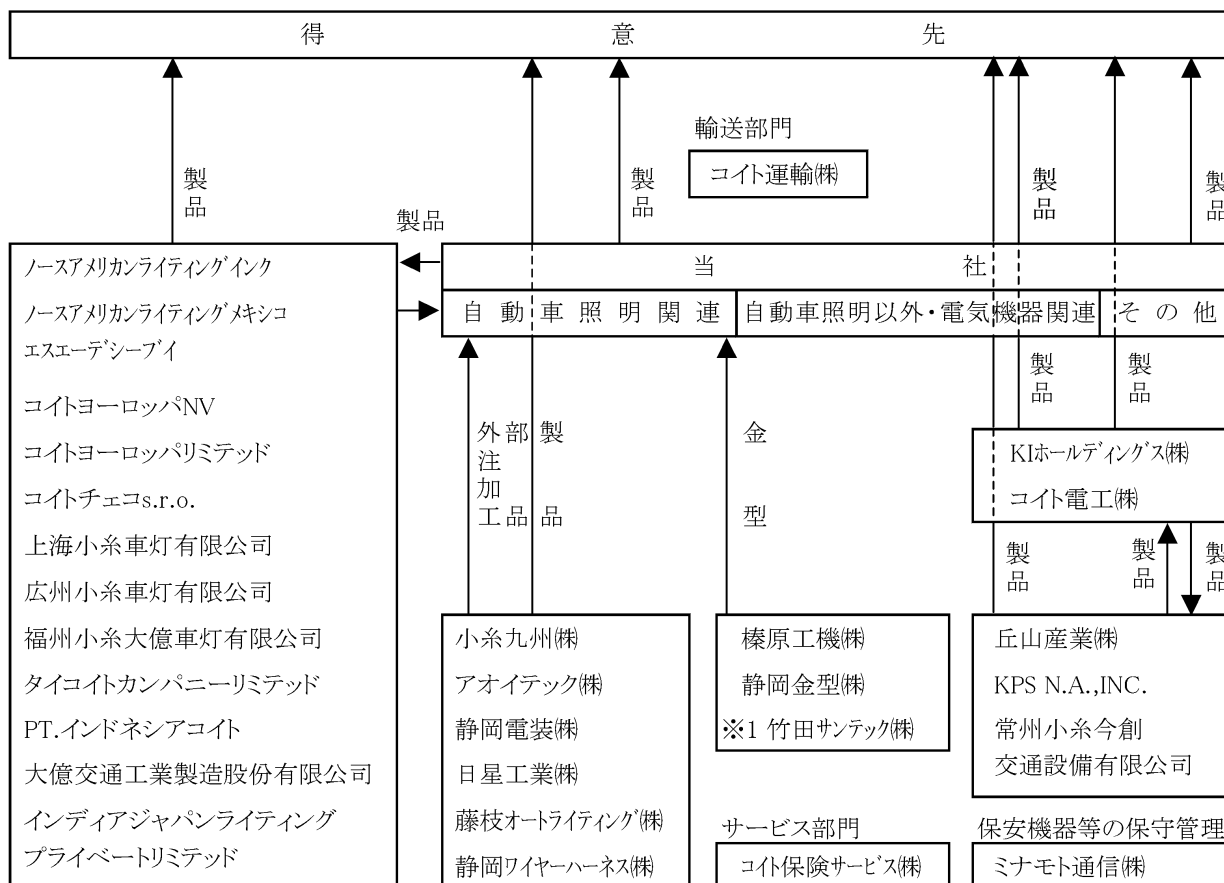 得意先
輸送部門
コイト運輸㈱
製品
製品
製品
製品
製品
当社
自動車照明関連
自動車照明以外・電気機器関連
その他
ノースアメリカンライティングインク
ノースアメリカンライティングメキシコ
エスエーデシーブイ
コイトヨーロッパNV
コイトヨーロッパリミテッド
コイトチェコs.r.o.
上海小糸車灯有限公司
広州小糸車灯有限公司
福州小糸大億車灯有限公司
タイコイトカンパニーリミテッド
PT.インドネシアコイト
大億交通工業製造股份有限公司
インディアジャパンライティング
プライベートリミテッド
外注加工
部品
製品
金型
製品
製品
KIホールディングス㈱
コイト電工㈱
製品
製品
製品
小糸九州㈱
アオイテック㈱
静岡電装㈱
日星工業㈱
藤枝オートライティング㈱
静岡ワイヤーハーネス㈱
榛原工機㈱
静岡金型㈱
※1 竹田サンテック㈱
丘山産業㈱
KPS N.A.,INC.
常州小糸今創
交通設備有限公司
サービス部門
コイト保険サービス㈱
保安機器等の保守管理
ミナモト通信㈱